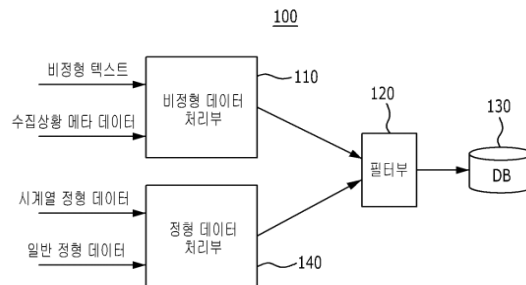 100
비정형 텍스트
수집상황 메타 데이터
비정형 데이터
처리부
110
시계열 정형 데이터
일반 정형 데이터
정형 데이터
처리부
140
120
필터부
130
DB